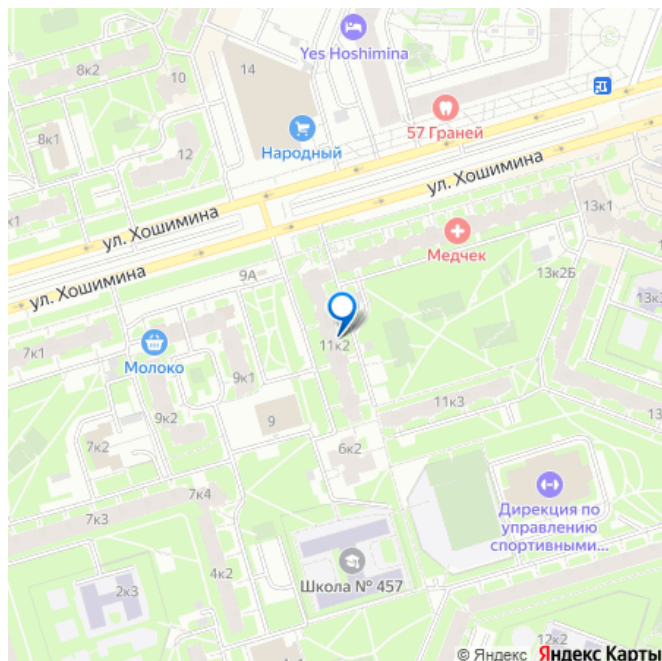 Yes Hoshimina
8к2
10
14
57 Граней
8к1
Народный
12
ул. Хошимина
13к1
ул. Хошимина
Медчек
9А
13к2Б
ул. Хошимина
Молоко
11к2
7к1
9к1
11к3
9к2
9
7к2
6к2
7к4
7к3
Дирекция по
управлению
спортивными...
4к2
Школа № 457
2к3
12к2
© Яндекс Яндекс Карты